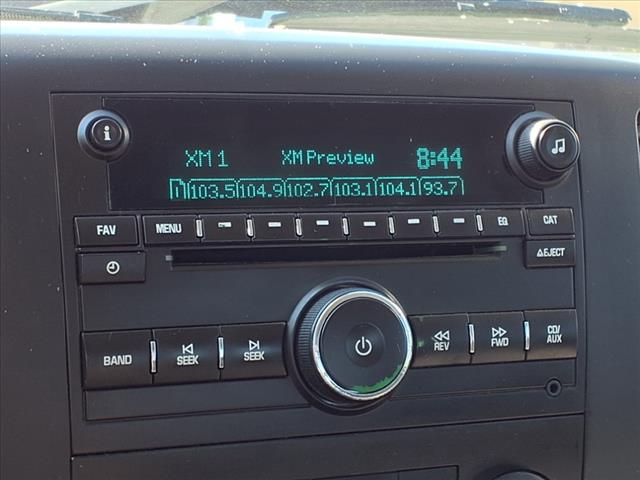 XM 1 XM Preview 8:44
1 103.5 104.9 102.7 103.1 104.1 93.7
FAV MENU EQ CAT
EJECT
BAND SEEK SEEK REV FWD CD/
AUX